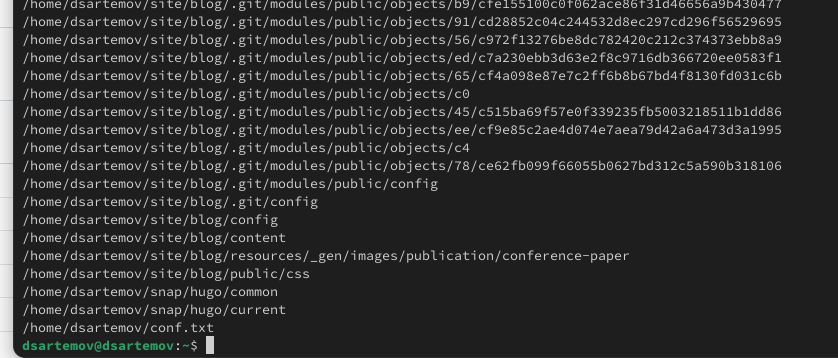 /home/dsartemov/site/blog/.git/modules/public/objects/b9/cfe155100c0f062ace86f31d46656a9b430477
/home/dsartemov/site/blog/.git/modules/public/objects/91/cd28852c04c244532d8ec297cd296f56529695
/home/dsartemov/site/blog/.git/modules/public/objects/56/c972f13276be8dc782420c212c374373ebb8a9
/home/dsartemov/site/blog/.git/modules/public/objects/ed/c7a230ebb3d63e2f8c9716db366720ee0583f1
/home/dsartemov/site/blog/.git/modules/public/objects/65/cf4a098e87e7c2ff6b8b67bd4f8130fd031c6b
/home/dsartemov/site/blog/.git/modules/public/objects/c0
/home/dsartemov/site/blog/.git/modules/public/objects/45/c515ba69f57e0f339235fb5003218511b1dd86
/home/dsartemov/site/blog/.git/modules/public/objects/ee/cf9e85c2ae4d074e7aea79d42a6a473d3a1995
/home/dsartemov/site/blog/.git/modules/public/objects/c4
/home/dsartemov/site/blog/.git/modules/public/objects/78/ce62fb099f66055b0627bd312c5a590b318106
/home/dsartemov/site/blog/.git/modules/public/config
/home/dsartemov/site/blog/.git/config
/home/dsartemov/site/blog/config
/home/dsartemov/site/blog/content
/home/dsartemov/site/blog/resources/_gen/images/publication/conference-paper
/home/dsartemov/site/blog/public/css
/home/dsartemov/snap/hugo/common
/home/dsartemov/snap/hugo/current
/home/dsartemov/conf.txt
dsartemov@dsartemov:~$